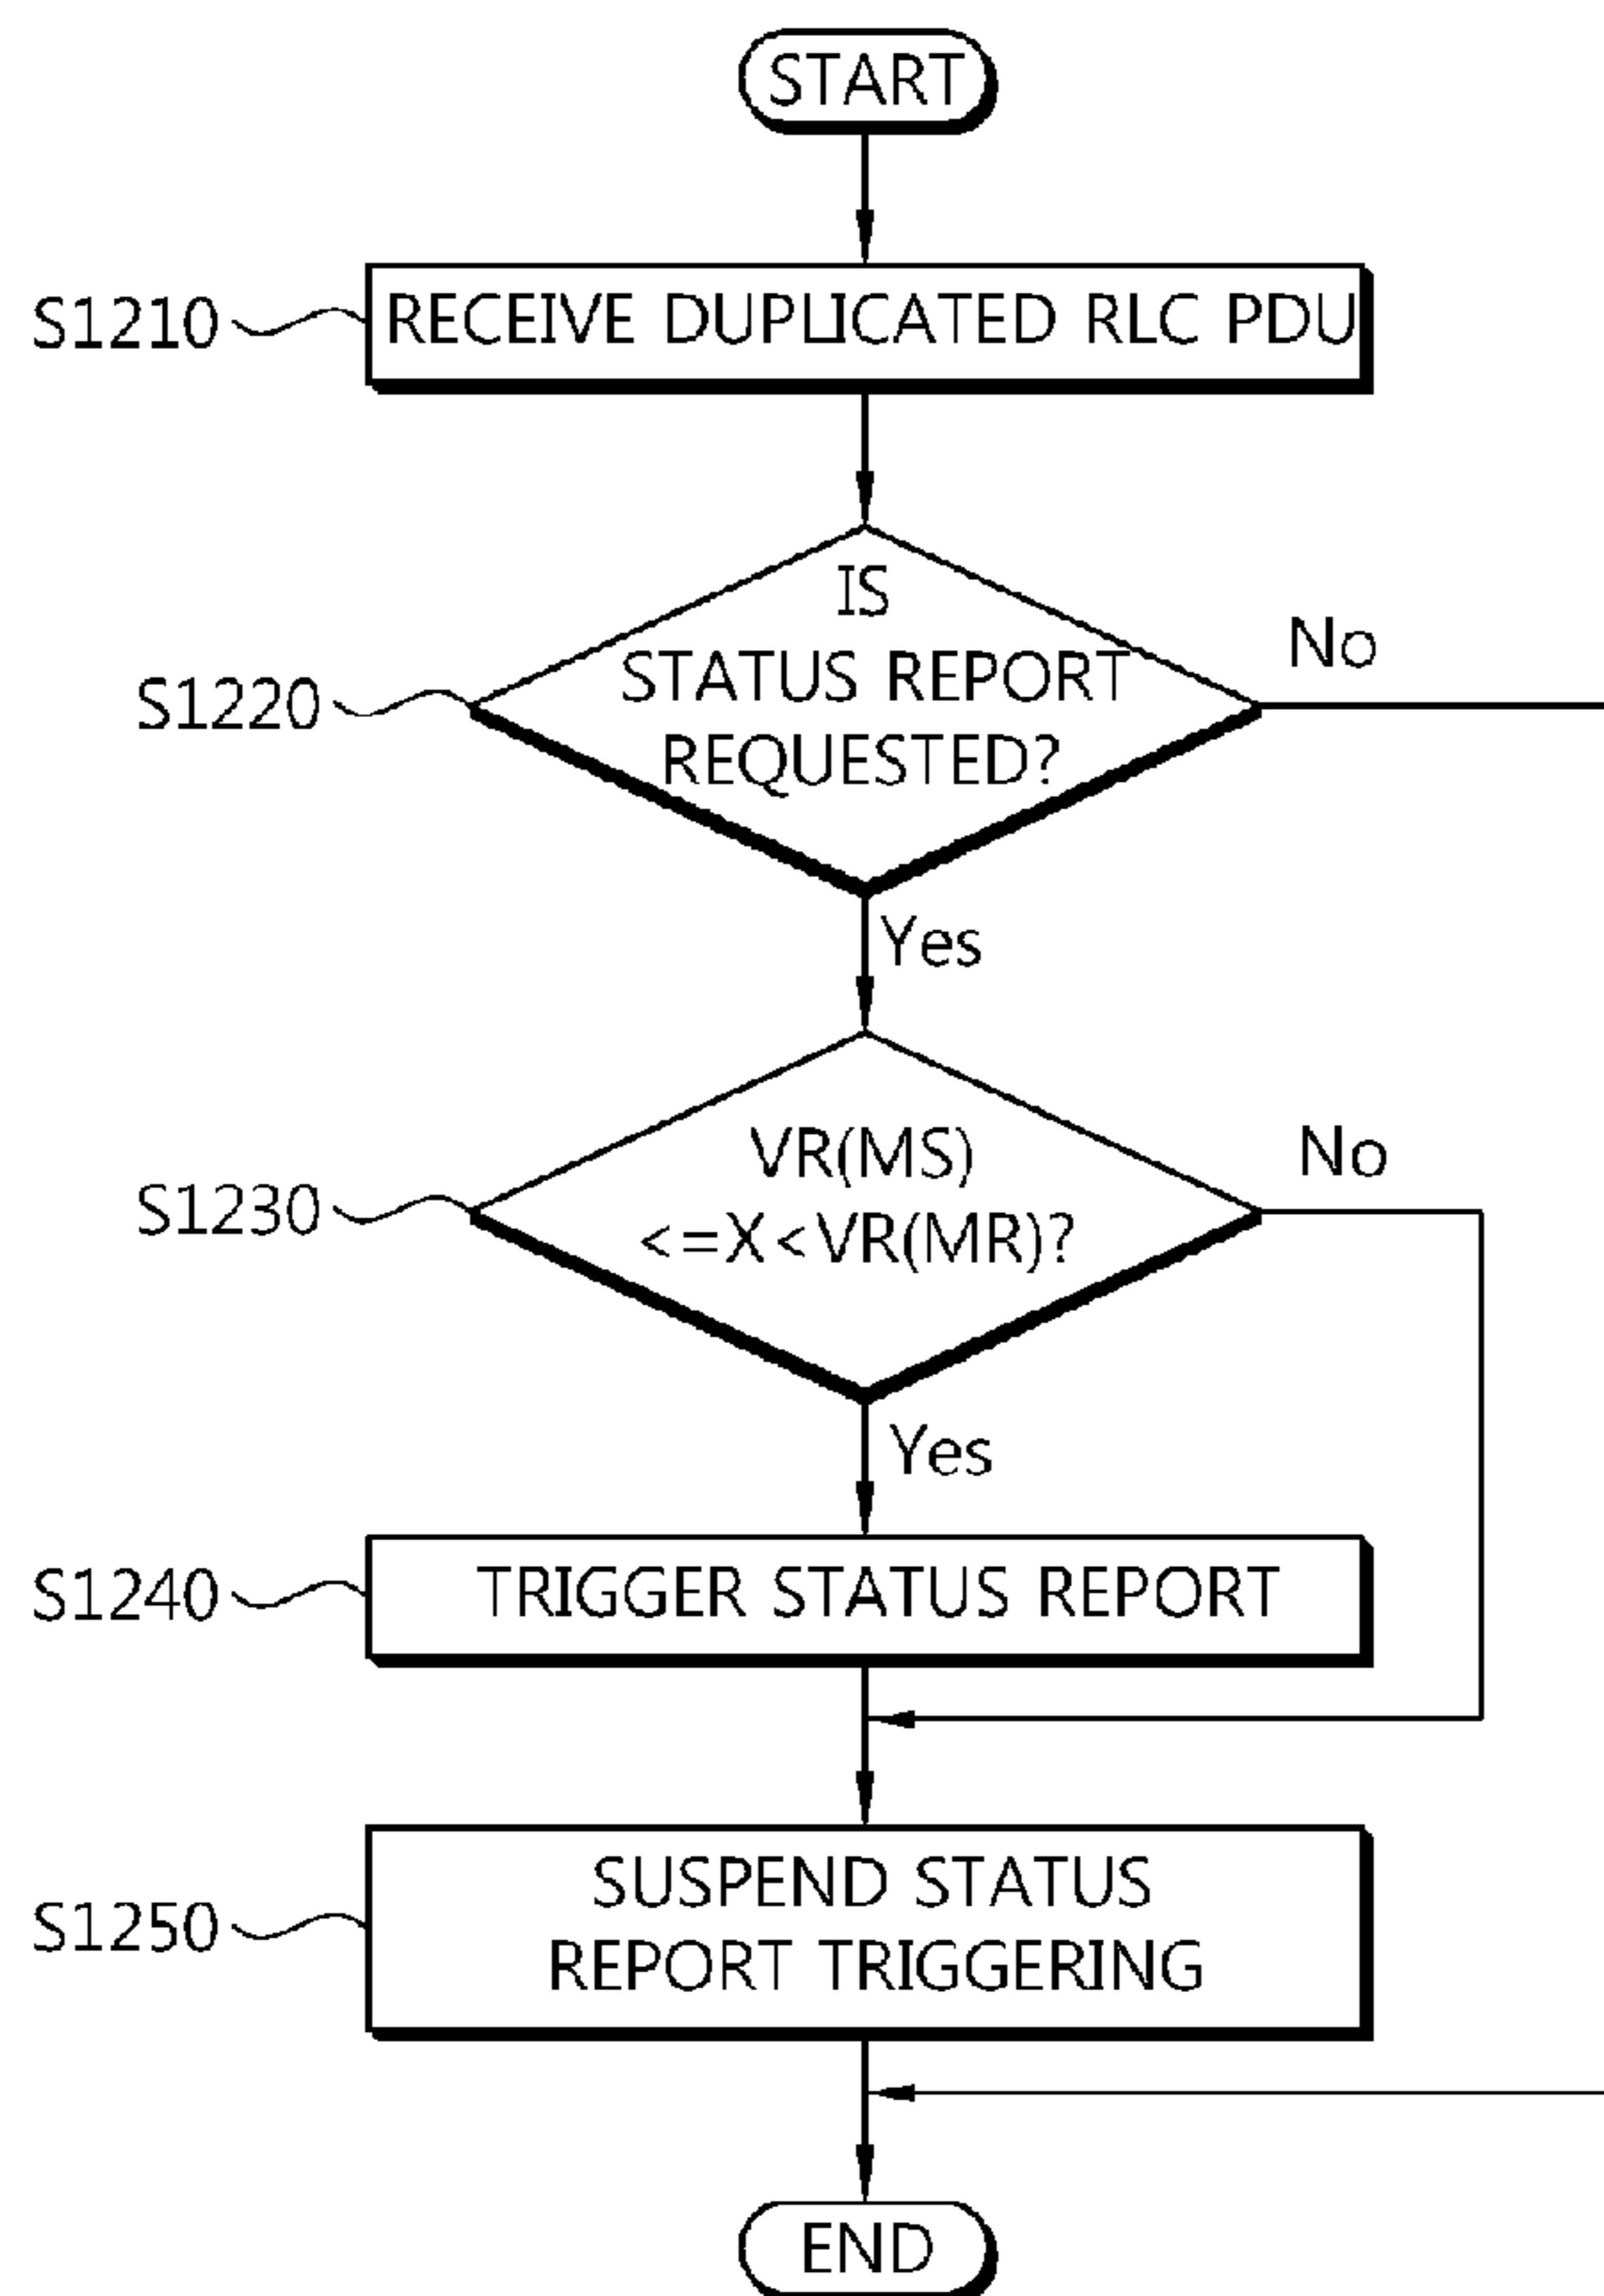 START
S1210
RECEIVE DUPLICATED RLC PDU
IS
STATUS REPORT
REQUESTED?
No
S1220
Yes
VR(MS)
<=X<VR(MR)?
No
S1230
Yes
S1240
TRIGGER STATUS REPORT
SUSPEND STATUS
S1250
REPORT TRIGGERING
END